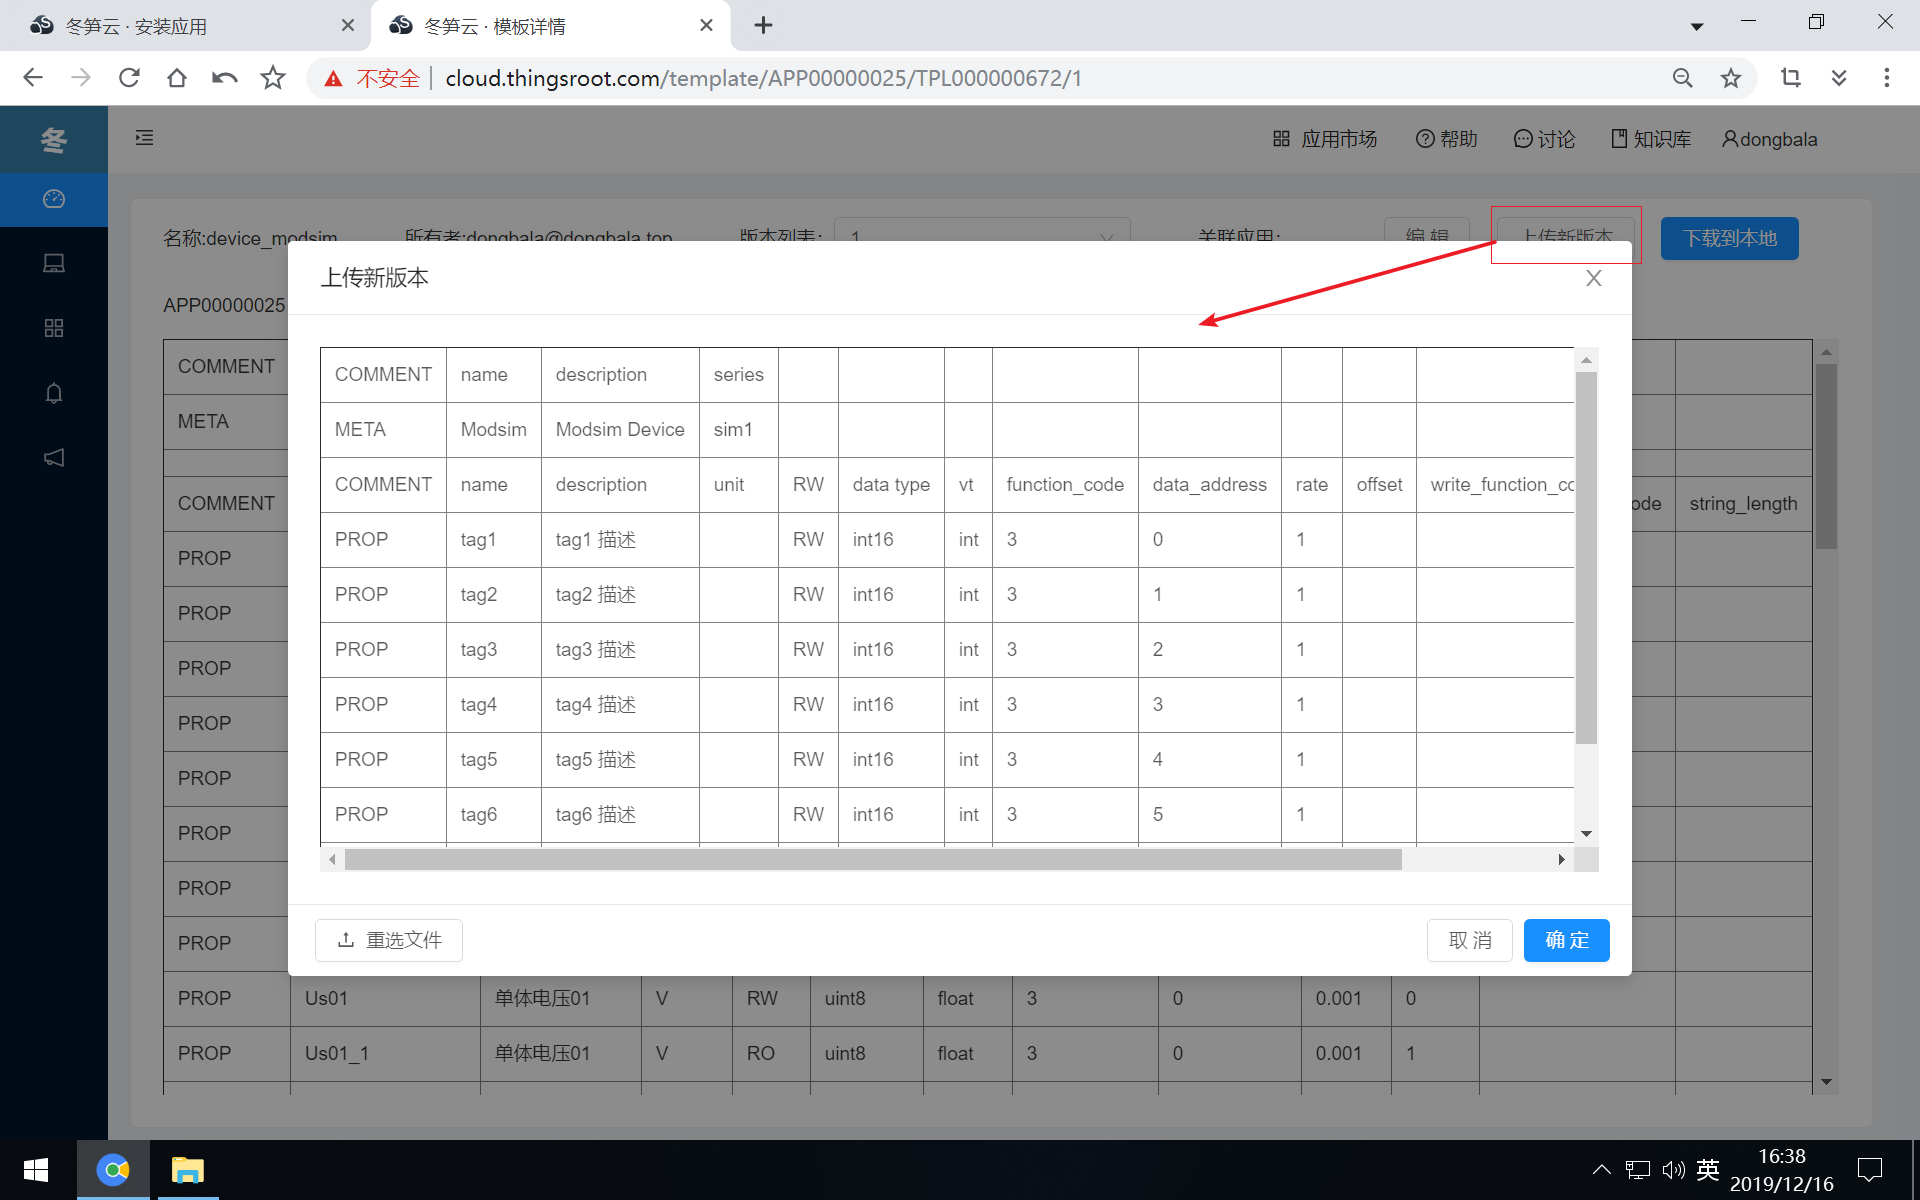 冬笋云 · 安装应用
冬笋云 · 模板详情
不安全 cloud.thingsroot.com/template/APP00000025/TPL000000672/1
冬 应用市场 帮助 讨论 知识库 dongbala
名称:device_modsim 所有者:dongbala@dongbala.top 版本列表: 1 关联应用: 编 辑 上传新版本 下载到本地
上传新版本
APP00000025
COMMENT
META
COMMENT ode string_length
PROP
PROP
PROP
PROP
PROP
PROP
PROP
PROP
COMMENT name description series
META Modsim Modsim Device sim1
COMMENT name description unit RW data type vt function_code data_address rate offset write_function_co
PROP tag1 tag1 描述 RW int16 int 3 0 1
PROP tag2 tag2 描述 RW int16 int 3 1 1
PROP tag3 tag3 描述 RW int16 int 3 2 1
PROP tag4 tag4 描述 RW int16 int 3 3 1
PROP tag5 tag5 描述 RW int16 int 3 4 1
PROP tag6 tag6 描述 RW int16 int 3 5 1
重选文件 取 消 确 定
PROP Us01 单体电压01 V RW uint8 float 3 0 0.001 0
PROP Us01_1 单体电压01 V RO uint8 float 3 0 0.001 1
英 16:38
2019/12/16